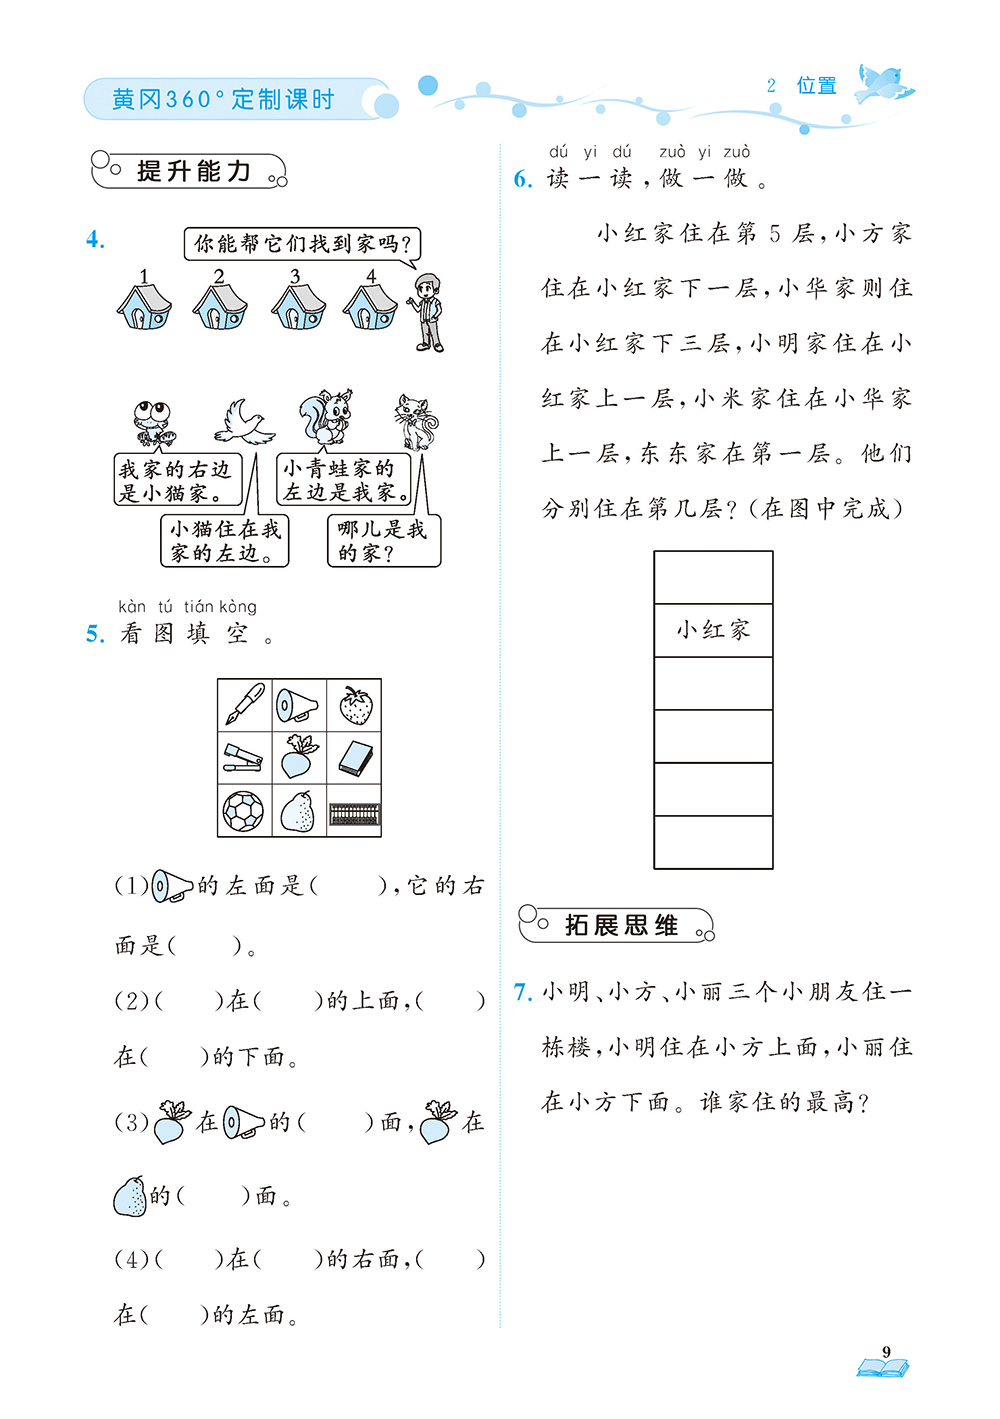 黄冈360°定制课时
2 位置
提升能力
4.
你能帮它们找到家吗?
1 2 3 4
我家的右边
是小猫家。
小青蛙家的
左边是我家。
小猫住在我
家的左边。
哪儿是我
的家?
kàn tú tián kòng
5. 看图填空。
(1)的左面是( ),它的右
面是( )。
(2)( )在( )的上面,( )
在( )的下面。
(3)在的( )面,在
的( )面。
(4)( )在( )的右面,( )
在( )的左面。
dú yi dú zuò yi zuò
6. 读一读,做一做。
小红家住在第5层,小方家
住在小红家下一层,小华家则住
在小红家下三层,小明家住在小
红家上一层,小米家住在小华家
上一层,东东家在第一层。他们
分别住在第几层?(在图中完成)
小红家
拓展思维
7. 小明、小方、小丽三个小朋友住一
栋楼,小明住在小方上面,小丽住
在小方下面。谁家住的最高?
9